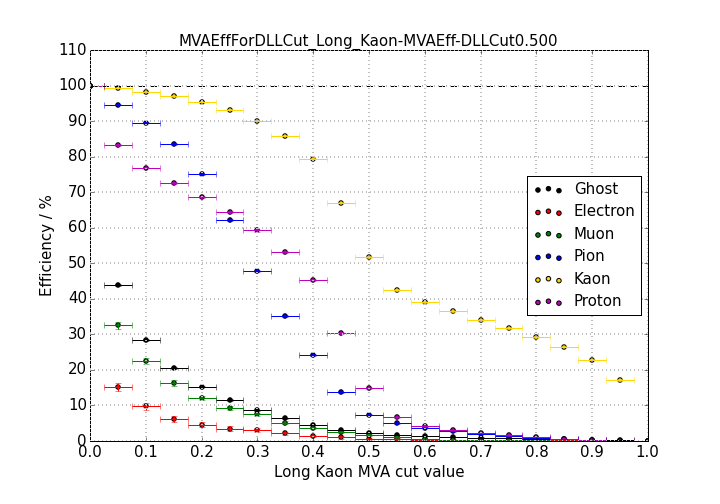 MVAEffForDLLCut_Long_Kaon-MVAEff-DLLCut0.500
Efficiency / %
110
100
90
80
70
60
50
40
30
20
10
0
Ghost
Electron
Muon
Pion
Kaon
Proton
0.0 0.1 0.2 0.3 0.4 0.5 0.6 0.7 0.8 0.9 1.0
Long Kaon MVA cut value